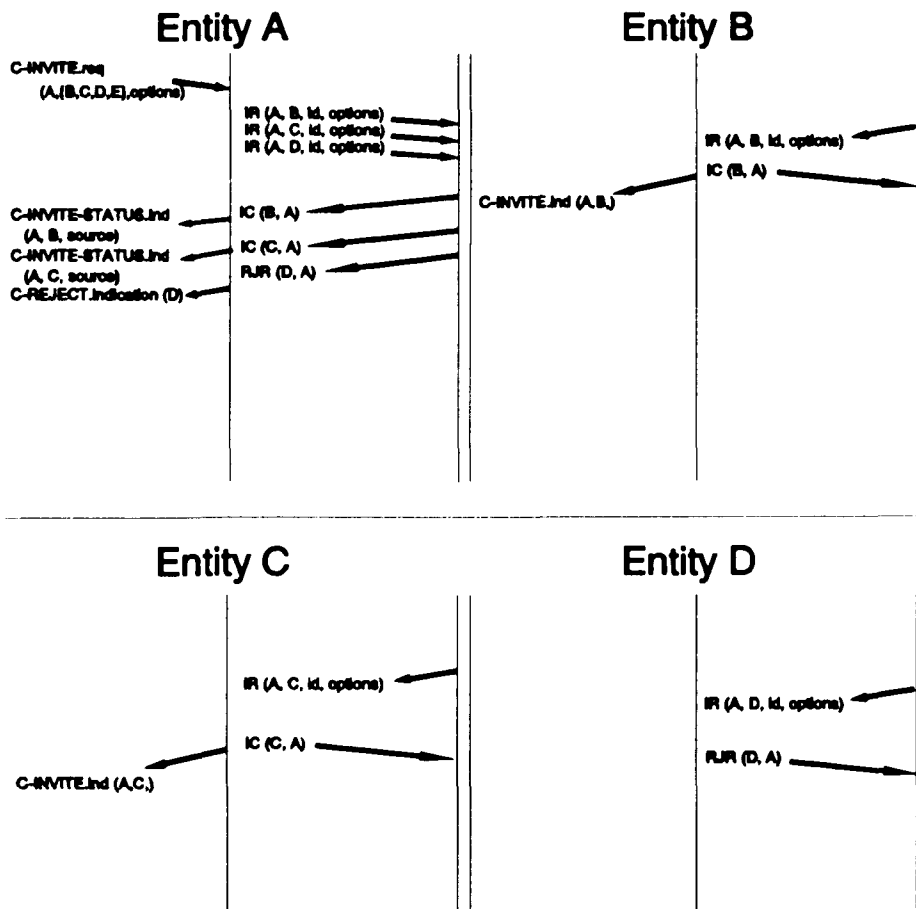 Entity A
C-INVITE.req
(A,{B,C,D,E},options)
IR (A, B, id, options)
IR (A, C, id, options)
IR (A, D, id, options)
IC (B, A)
C-INVITE-STATUS.ind
(A, B, source)
IC (C, A)
C-INVITE-STATUS.ind
(A, C, source)
RJR (D, A)
C-REJECT.indication (D)
Entity B
IR (A, B, id, options)
IC (B, A)
C-INVITE.ind (A,B,)
Entity C
IR (A, C, id, options)
IC (C, A)
C-INVITE.ind (A,C,)
Entity D
IR (A, D, id, options)
RJR (D, A)